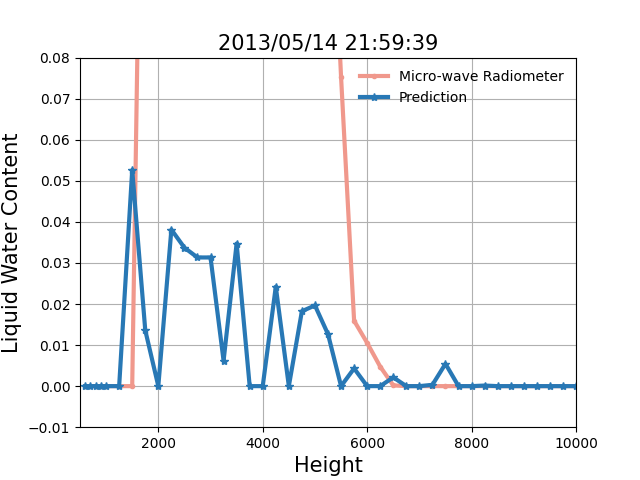 2013/05/14 21:59:39
Liquid Water Content
0.08
0.07
0.06
0.05
0.04
0.03
0.02
0.01
0.00
−0.01
Micro-wave Radiometer
Prediction
2000 4000 6000 8000 10000
Height